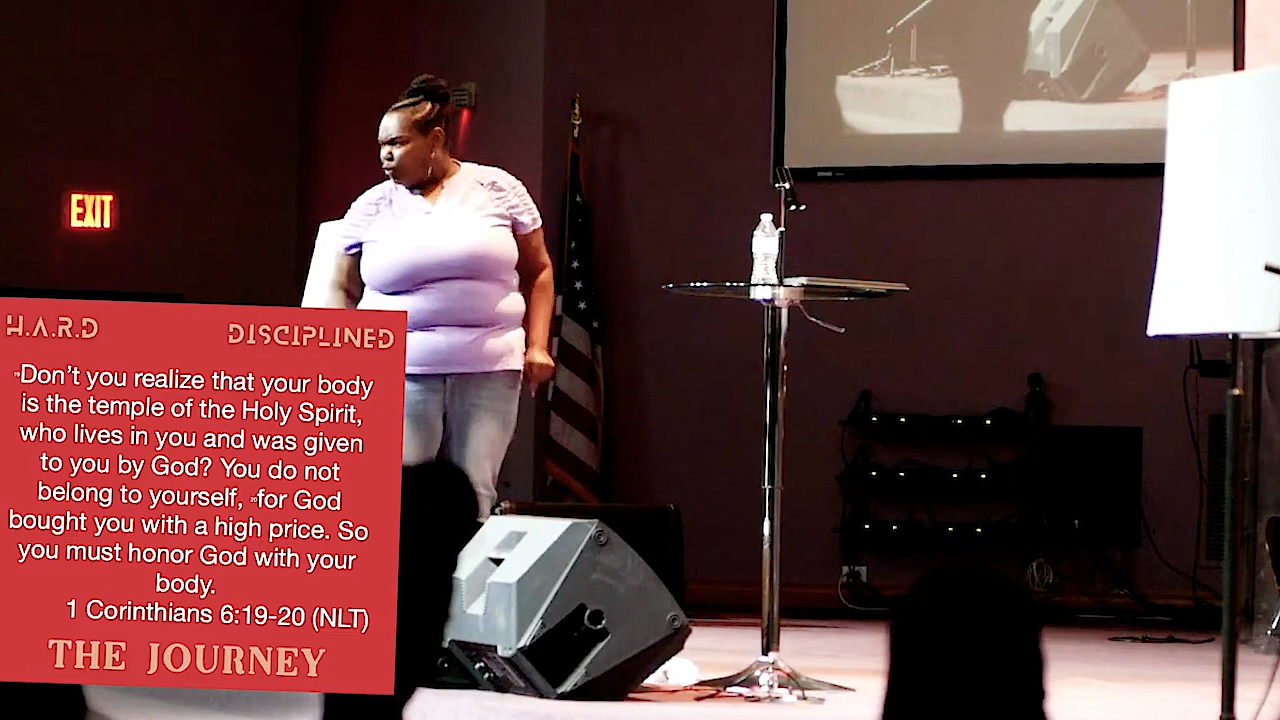 EXIT
H.A.R.D DISCIPLINED
19Don't you realize that your body
is the temple of the Holy Spirit,
who lives in you and was given
to you by God? You do not
belong to yourself, 20for God
bought you with a high price. So
you must honor God with your
body.
1 Corinthians 6:19-20 (NLT)
THE JOURNEY